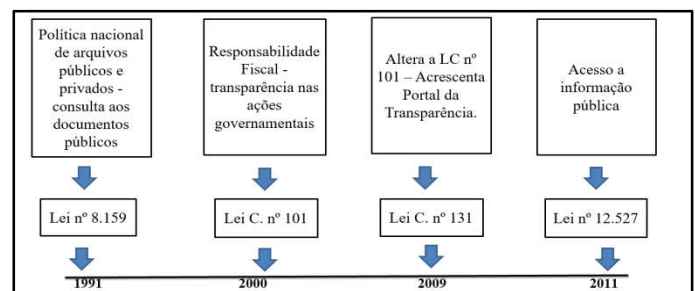 Política nacional
de arquivos
públicos e
privados -
consulta aos
documentos
públicos
Responsabilidade
Fiscal -
transparência nas
ações
governamentais
Altera a LC nº
101 – Acrescenta
Portal da
Transparência.
Acesso a
informação
pública
Lei nº 8.159
Lei C. nº 101
Lei C. nº 131
Lei nº 12.527
1991
2000
2009
2011